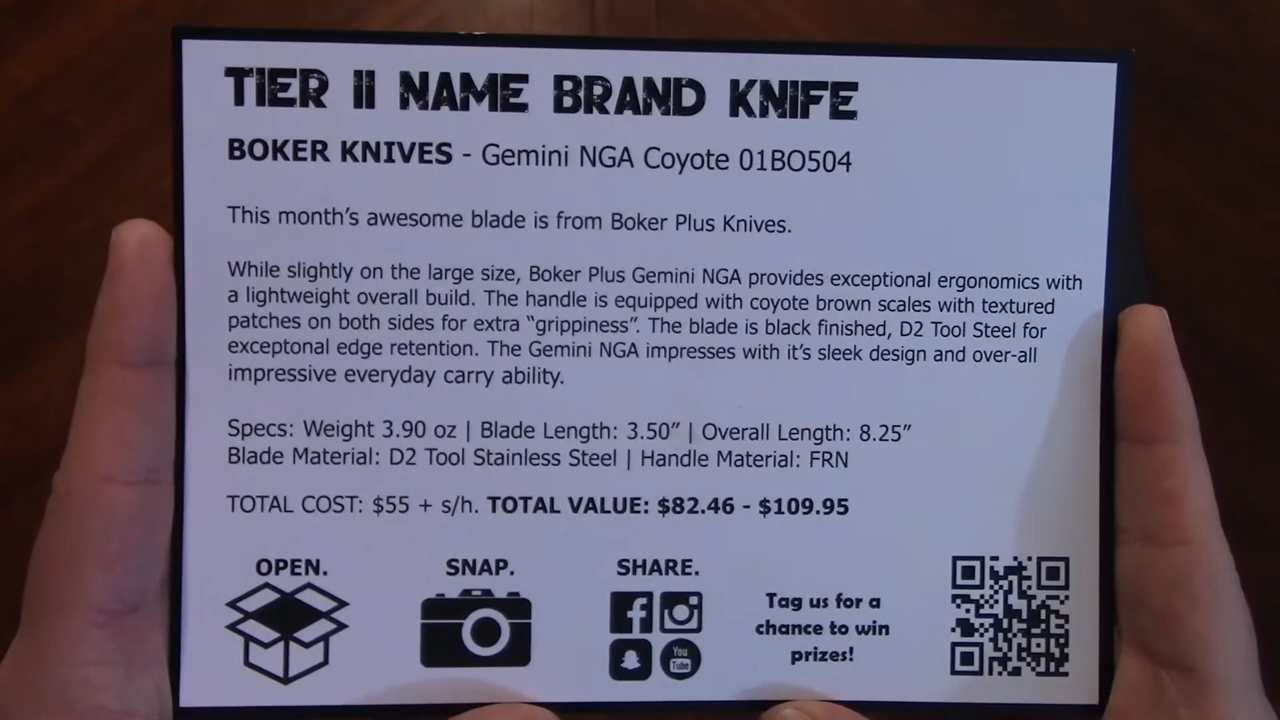 TIER II NAME BRAND KNIFE
BOKER KNIVES - Gemini NGA Coyote 01BO504
This month's awesome blade is from Boker Plus Knives.
While slightly on the large size, Boker Plus Gemini NGA provides exceptional ergonomics with
a lightweight overall build. The handle is equipped with coyote brown scales with textured
patches on both sides for extra "grippiness". The blade is black finished, D2 Tool Steel for
exceptonal edge retention. The Gemini NGA impresses with it's sleek design and over-all
impressive everyday carry ability.
Specs: Weight 3.90 oz | Blade Length: 3.50" | Overall Length: 8.25"
Blade Material: D2 Tool Stainless Steel | Handle Material: FRN
TOTAL COST: $55 + s/h. TOTAL VALUE: $82.46 - $109.95
OPEN. SNAP. SHARE.
Tag us for a
chance to win
prizes!
You
Tube